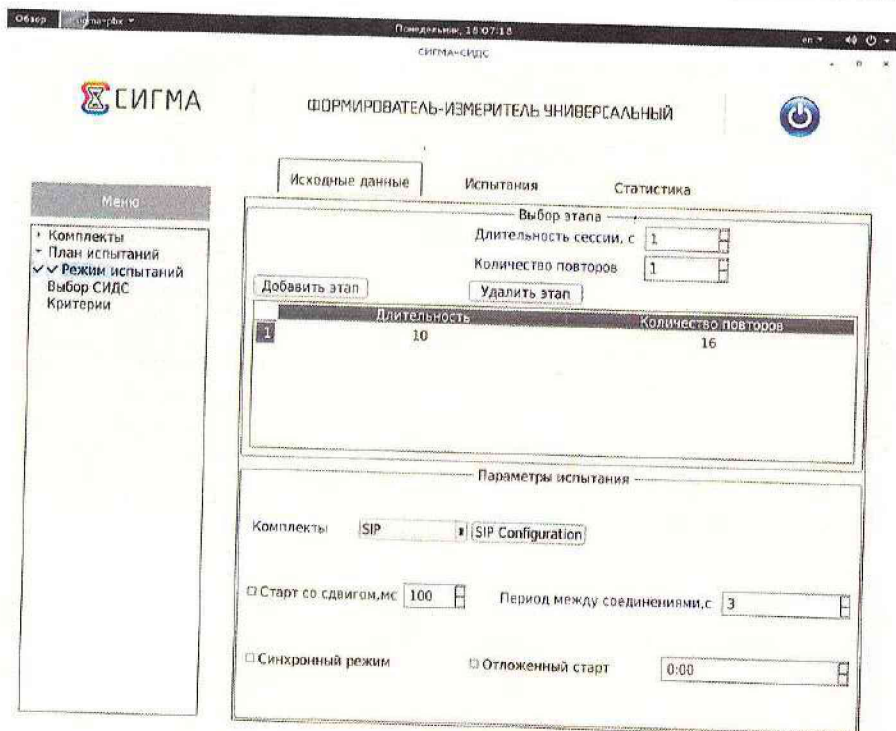 Обзор
Понедельник, 16:07:18
en
СИГМА-СИДС
СИГМА
ФОРМИРОВАТЕЛЬ-ИЗМЕРИТЕЛЬ УНИВЕРСАЛЬНЫЙ
Исходные данные
Испытания
Статистика
Меню
Комплекты
План испытаний
Режим испытаний
Выбор СИДС
Критерии
Выбор этапа
Длительность сессии, с 1
Количество повторов 1
Добавить этап
Удалить этап
Длительность Количество повторов
1 10 16
Параметры испытания
Комплекты SIP SIP Configuration
Старт со сдвигом,мс 100 Период между соединениями,с 3
Синхронный режим Отложенный старт 0:00